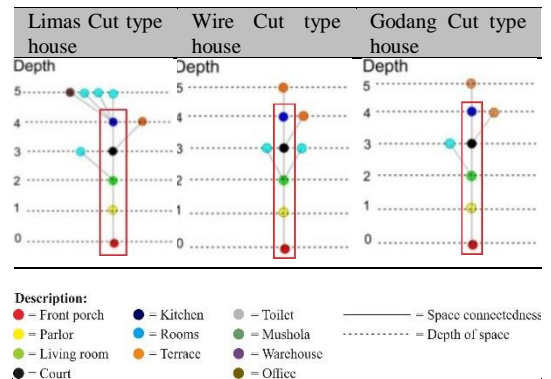 Limas Cut type house
Wire Cut type house
Godang Cut type house
Depth
5
4
3
2
1
0
Depth
5
4
3
2
1
0
Depth
5
4
3
2
1
0
Description:
= Front porch
= Kitchen
= Toilet
= Space connectedness
= Parlor
= Rooms
= Mushola
= Depth of space
= Living room
= Terrace
= Warehouse
= Court
= Office